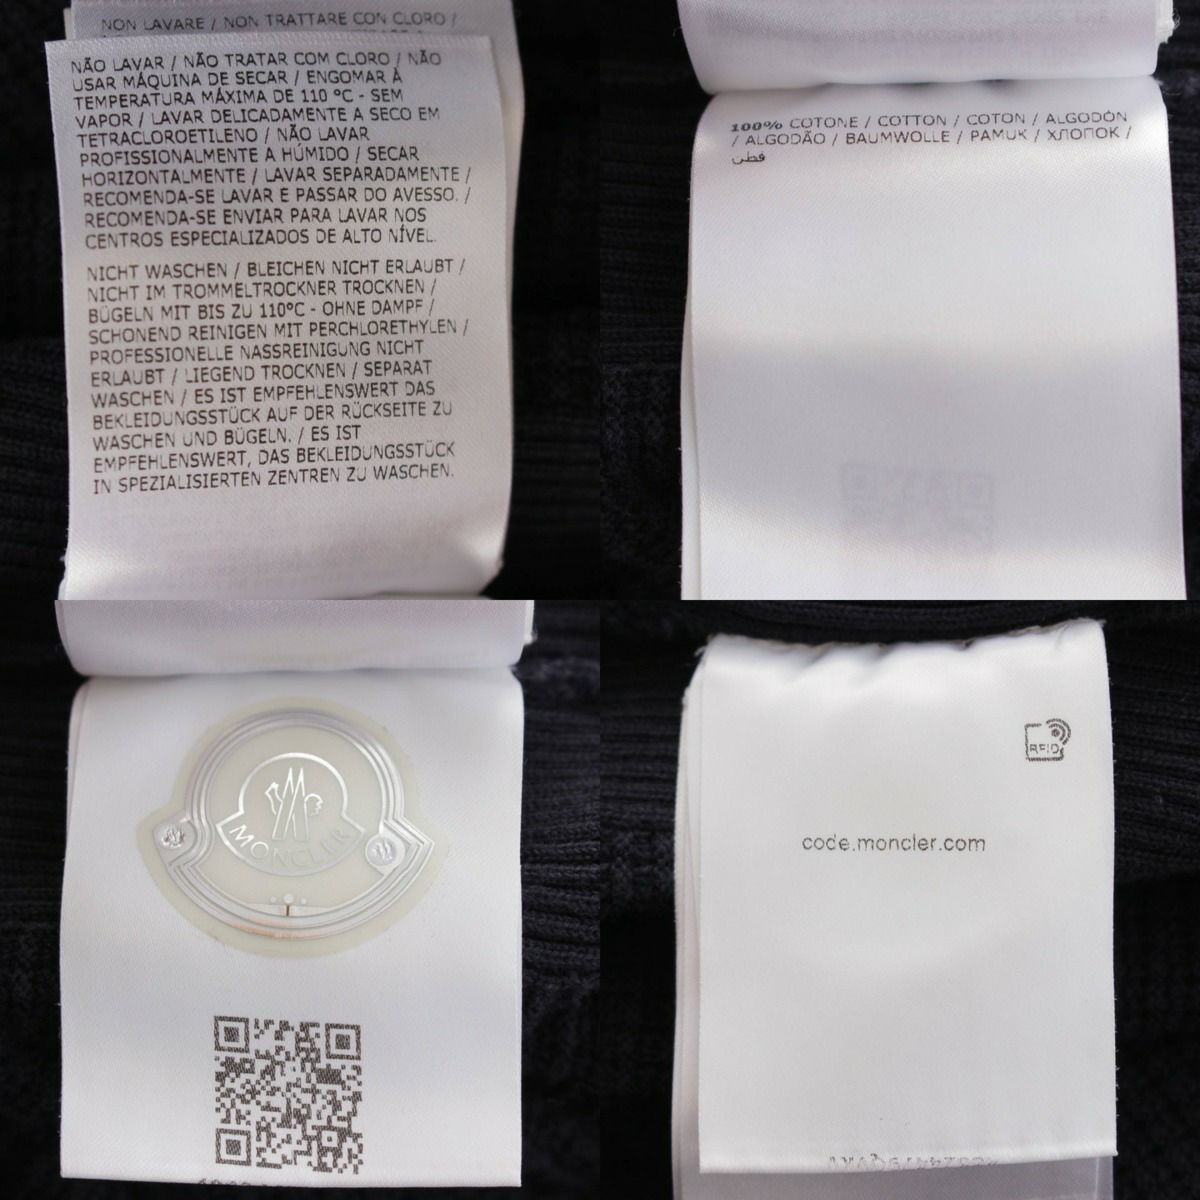 NON LAVARE / NON TRATTARE CON CLORO /
NÃO LAVAR / NÃO TRATAR COM CLORO / NÃO
USAR MÁQUINA DE SECAR / ENGOMAR À
TEMPERATURA MÁXIMA DE 110 °C - SEM
VAPOR / LAVAR DELICADAMENTE A SECO EM
TETRACLOROETILENO / NÃO LAVAR
PROFISSIONALMENTE A HÚMIDO / SECAR
HORIZONTALMENTE / LAVAR SEPARADAMENTE /
RECOMENDA-SE LAVAR E PASSAR DO AVESSO. /
RECOMENDA-SE ENVIAR PARA LAVAR NOS
CENTROS ESPECIALIZADOS DE ALTO NÍVEL.
NICHT WASCHEN / BLEICHEN NICHT ERLAUBT /
NICHT IM TROMMELTROCKNER TROCKNEN /
BÜGELN MIT BIS ZU 110°C - OHNE DAMPF /
SCHONEND REINIGEN MIT PERCHLORETHYLEN /
PROFESSIONELLE NASSREINIGUNG NICHT
ERLAUBT / LIEGEND TROCKNEN / SEPARAT
WASCHEN / ES IST EMPFEHLENSWERT DAS
BEKLEIDUNGSSTÜCK AUF DER RÜCKSEITE ZU
WASCHEN UND BÜGELN. / ES IST
EMPFEHLENSWERT, DAS BEKLEIDUNGSSTÜCK
IN SPEZIALISIERTEN ZENTREN ZU WASCHEN.
100% COTONE / COTTON / COTON / ALGODÓN
/ ALGODÃO / BAUMWOLLE / PAMUK / ХЛОПОК /
قطن
MONCLER
RFID
code.moncler.com